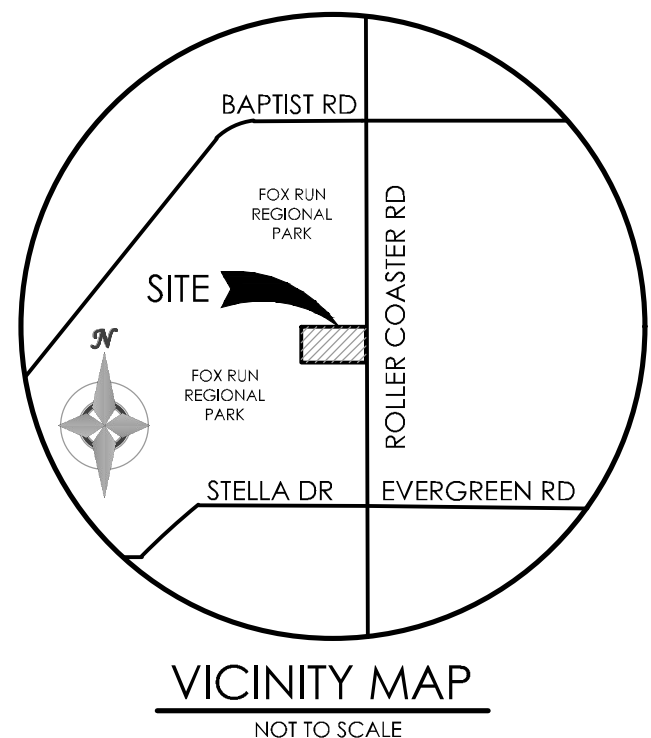 BAPTIST RD
FOX RUN
REGIONAL
PARK
ROLLER COASTER RD
SITE
N
FOX RUN
REGIONAL
PARK
STELLA DR
EVERGREEN RD
VICINITY MAP
NOT TO SCALE